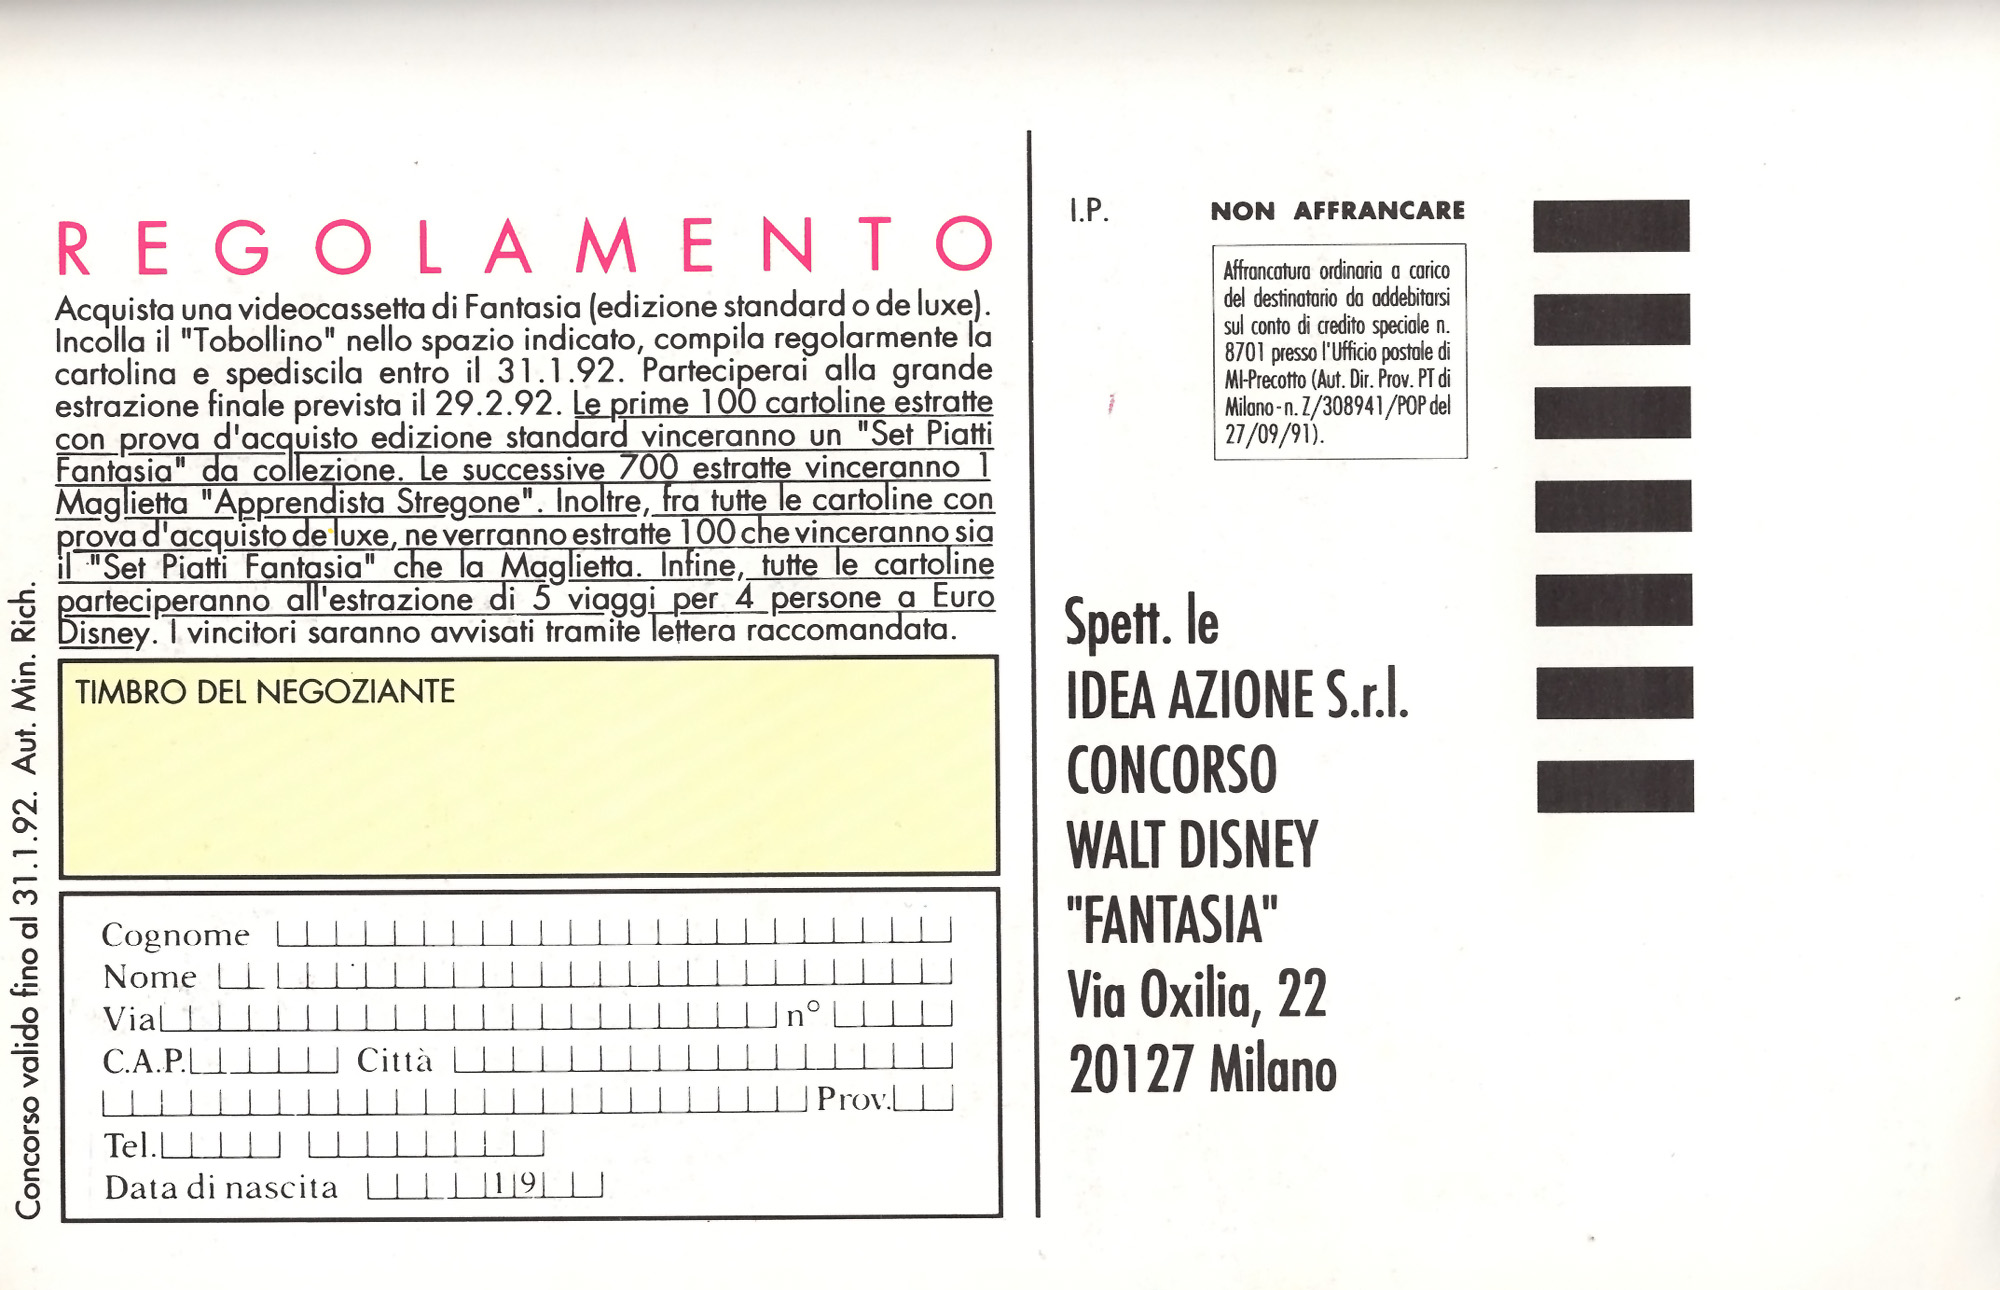 REGOLAMENTO
Acquista una videocassetta di Fantasia (edizione standard o de luxe).
Incolla il "Tobollino" nello spazio indicato, compila regolarmente la
cartolina e spediscila entro il 31.1.92. Parteciperai alla grande
estrazione finale prevista il 29.2.92. Le prime 100 cartoline estratte
con prova d'acquisto edizione standard vinceranno un "Set Piatti
Fantasia" da collezione. Le successive 700 estratte vinceranno 1
Maglietta "Apprendista Stregone". Inoltre, fra tutte le cartoline con
prova d'acquisto de luxe, ne verranno estratte 100 che vinceranno sia
il "Set Piatti Fantasia" che la Maglietta. Infine, tutte le cartoline
parteciperanno all'estrazione di 5 viaggi per 4 persone a Euro
Disney. I vincitori saranno avvisati tramite lettera raccomandata.
TIMBRO DEL NEGOZIANTE
Cognome
Nome
Via n°
C.A.P. Città
Prov.
Tel.
Data di nascita 19
Concorso valido fino al 31.1.92. Aut. Min. Rich.
I.P.
NON AFFRANCARE
Affrancatura ordinaria a carico
del destinatario da addebitarsi
sul conto di credito speciale n.
8701 presso l'Ufficio postale di
MI-Precotto (Aut. Dir. Prov. PT di
Milano - n. Z/308941/POP del
27/09/91).
Spett. le
IDEA AZIONE S.r.l.
CONCORSO
WALT DISNEY
"FANTASIA"
Via Oxilia, 22
20127 Milano